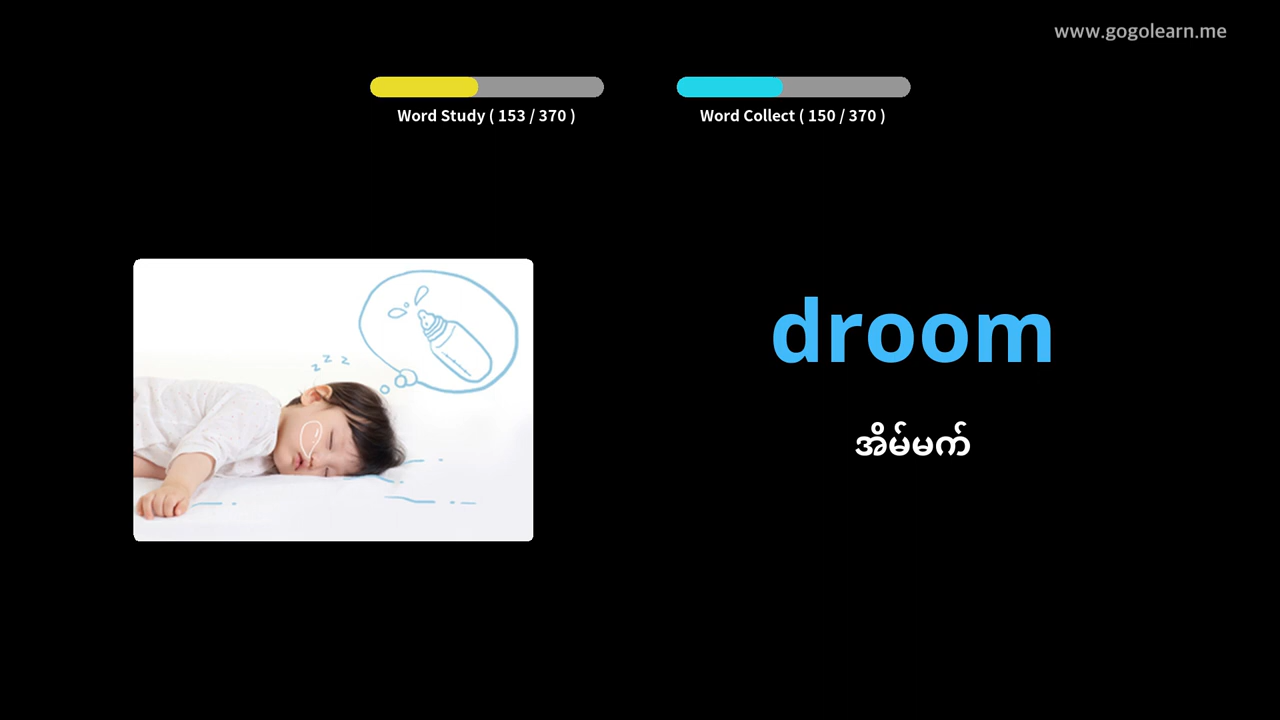 www.gogolearn.me
Word Study ( 153 / 370 )
Word Collect ( 150 / 370 )
z z z
droom
အိမ်မက်